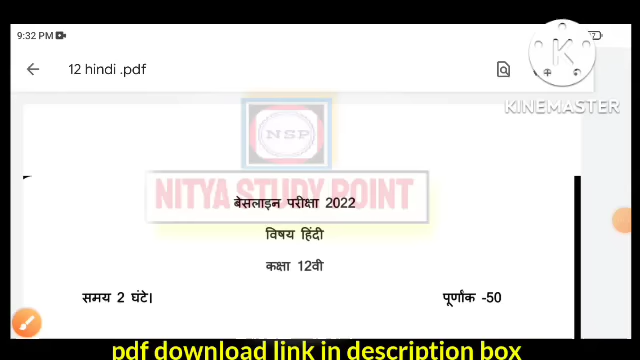 9:32 PM
12 hindi .pdf
KINEMASTER
NSP
NITYA STUDY POINT
बेसलाइन परीक्षा 2022
विषय हिंदी
कक्षा 12वी
समय 2 घंटे।
पूर्णांक -50
pdf download link in description box